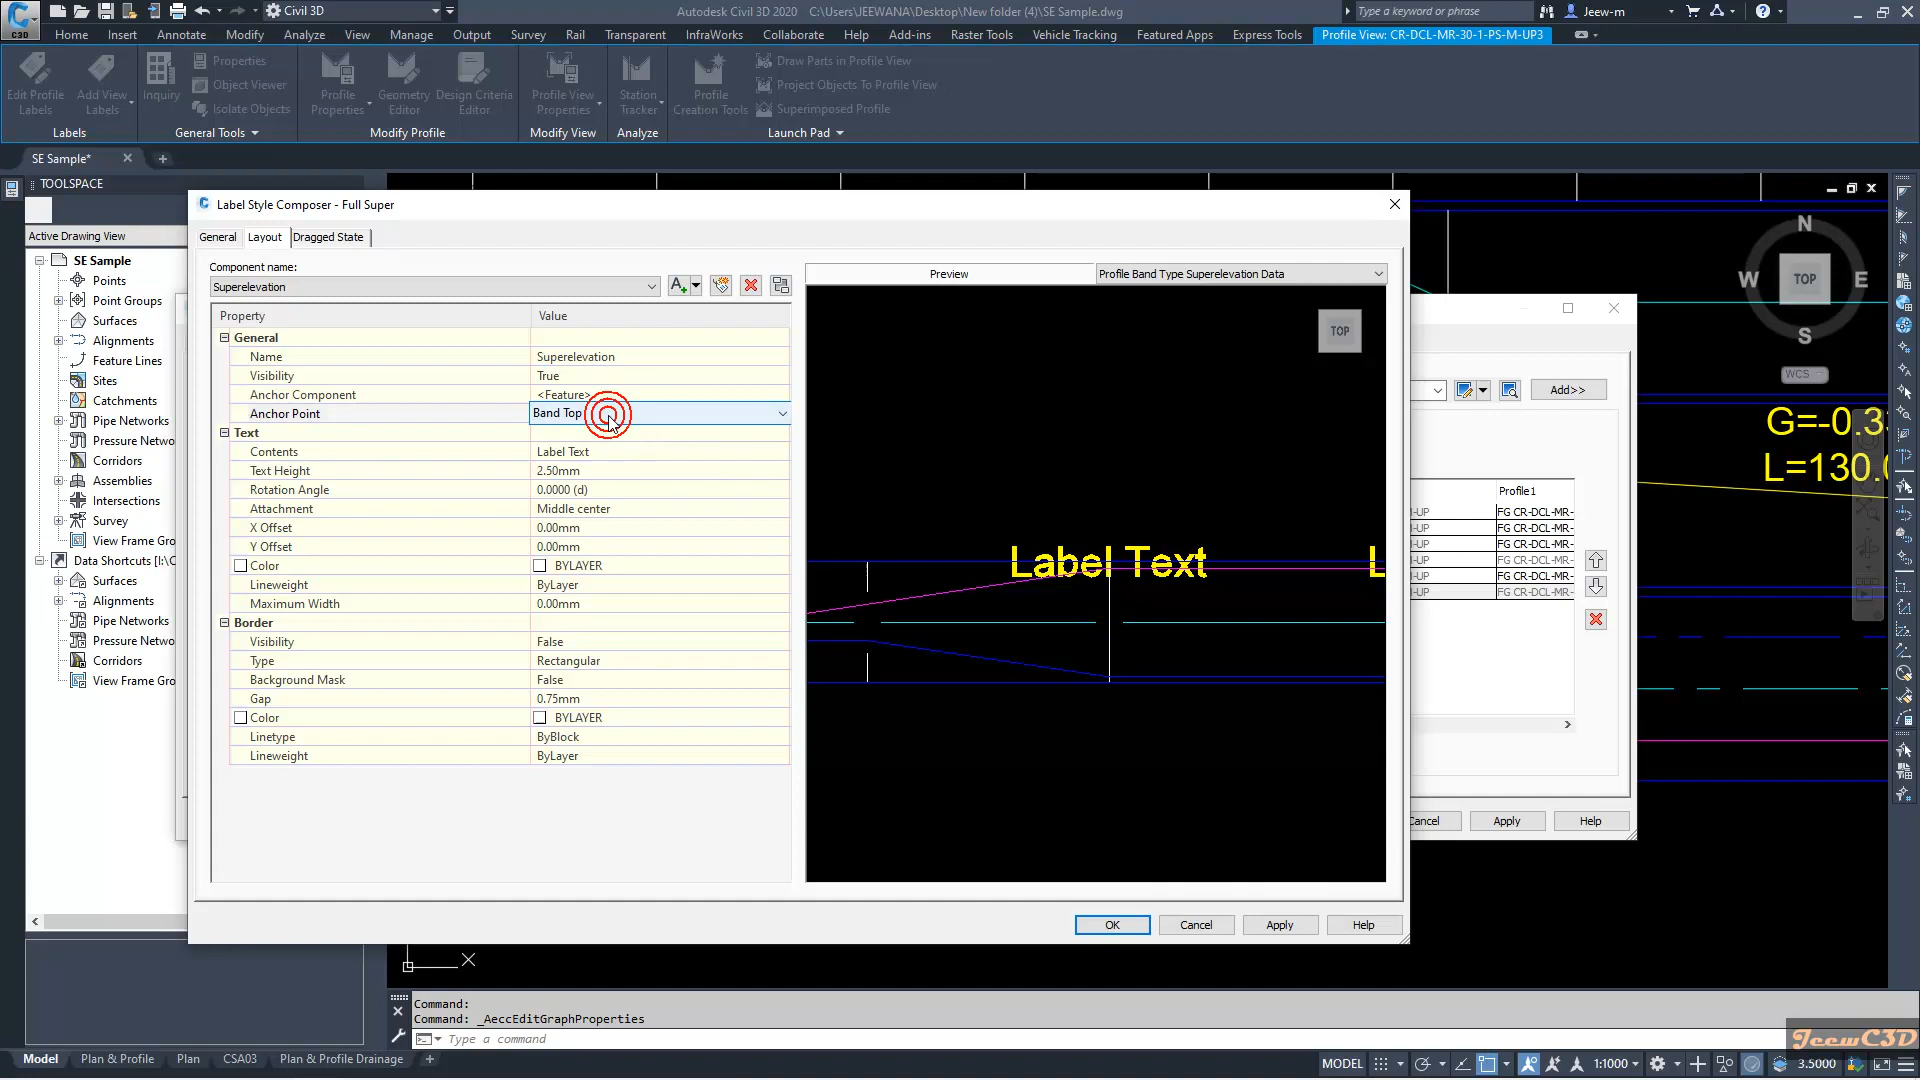 Civil 3D
Autodesk Civil 3D 2020 C:\Users\JEEWANA\Desktop\New folder (4)\SE Sample.dwg
Type a keyword or phrase
Jeew-m
C3D
Home Insert Annotate Modify Analyze View Manage Output Survey Rail Transparent InfraWorks Collaborate Help Add-ins Raster Tools Vehicle Tracking Featured Apps Express Tools Profile View: CR-DCL-MR-30-1-PS-M-UP3
Edit Profile Labels
Add View Labels
Inquiry
Properties
Object Viewer
Isolate Objects
Profile Properties
Geometry Editor
Design Criteria Editor
Profile View Properties
Station Tracker
Profile Creation Tools
Draw Parts in Profile View
Project Objects To Profile View
Superimposed Profile
Labels General Tools Modify Profile Modify View Analyze Launch Pad
SE Sample*
TOOLSPACE
Active Drawing View
SE Sample
Points
Point Groups
Surfaces
Alignments
Feature Lines
Sites
Catchments
Pipe Networks
Pressure Netwo
Corridors
Assemblies
Intersections
Survey
View Frame Gro
Data Shortcuts [I:\C
Surfaces
Alignments
Pipe Networks
Pressure Netwo
Corridors
View Frame Gro
Label Style Composer - Full Super
General Layout Dragged State
Component name:
Superelevation
Property Value
General
Name Superelevation
Visibility True
Anchor Component <Feature>
Anchor Point Band Top
Text
Contents Label Text
Text Height 2.50mm
Rotation Angle 0.0000 (d)
Attachment Middle center
X Offset 0.00mm
Y Offset 0.00mm
Color BYLAYER
Lineweight ByLayer
Maximum Width 0.00mm
Border
Visibility False
Type Rectangular
Background Mask False
Gap 0.75mm
Color BYLAYER
Linetype ByBlock
Lineweight ByLayer
Preview Profile Band Type Superelevation Data
TOP
Label Text L
OK Cancel Apply Help
Add>>
Profile1
I-UP FG CR-DCL-MR-
I-UP FG CR-DCL-MR-
I-UP FG CR-DCL-MR-
I-UP FG CR-DCL-MR-
I-UP FG CR-DCL-MR-
I-UP FG CR-DCL-MR-
Cancel Apply Help
N
W TOP E
S
WCS
G=-0.3
L=130.0
X
Command:
Command: _AeccEditGraphProperties
Type a command
JeewC3D
Model Plan & Profile Plan CSA03 Plan & Profile Drainage
MODEL 1:1000 3.5000